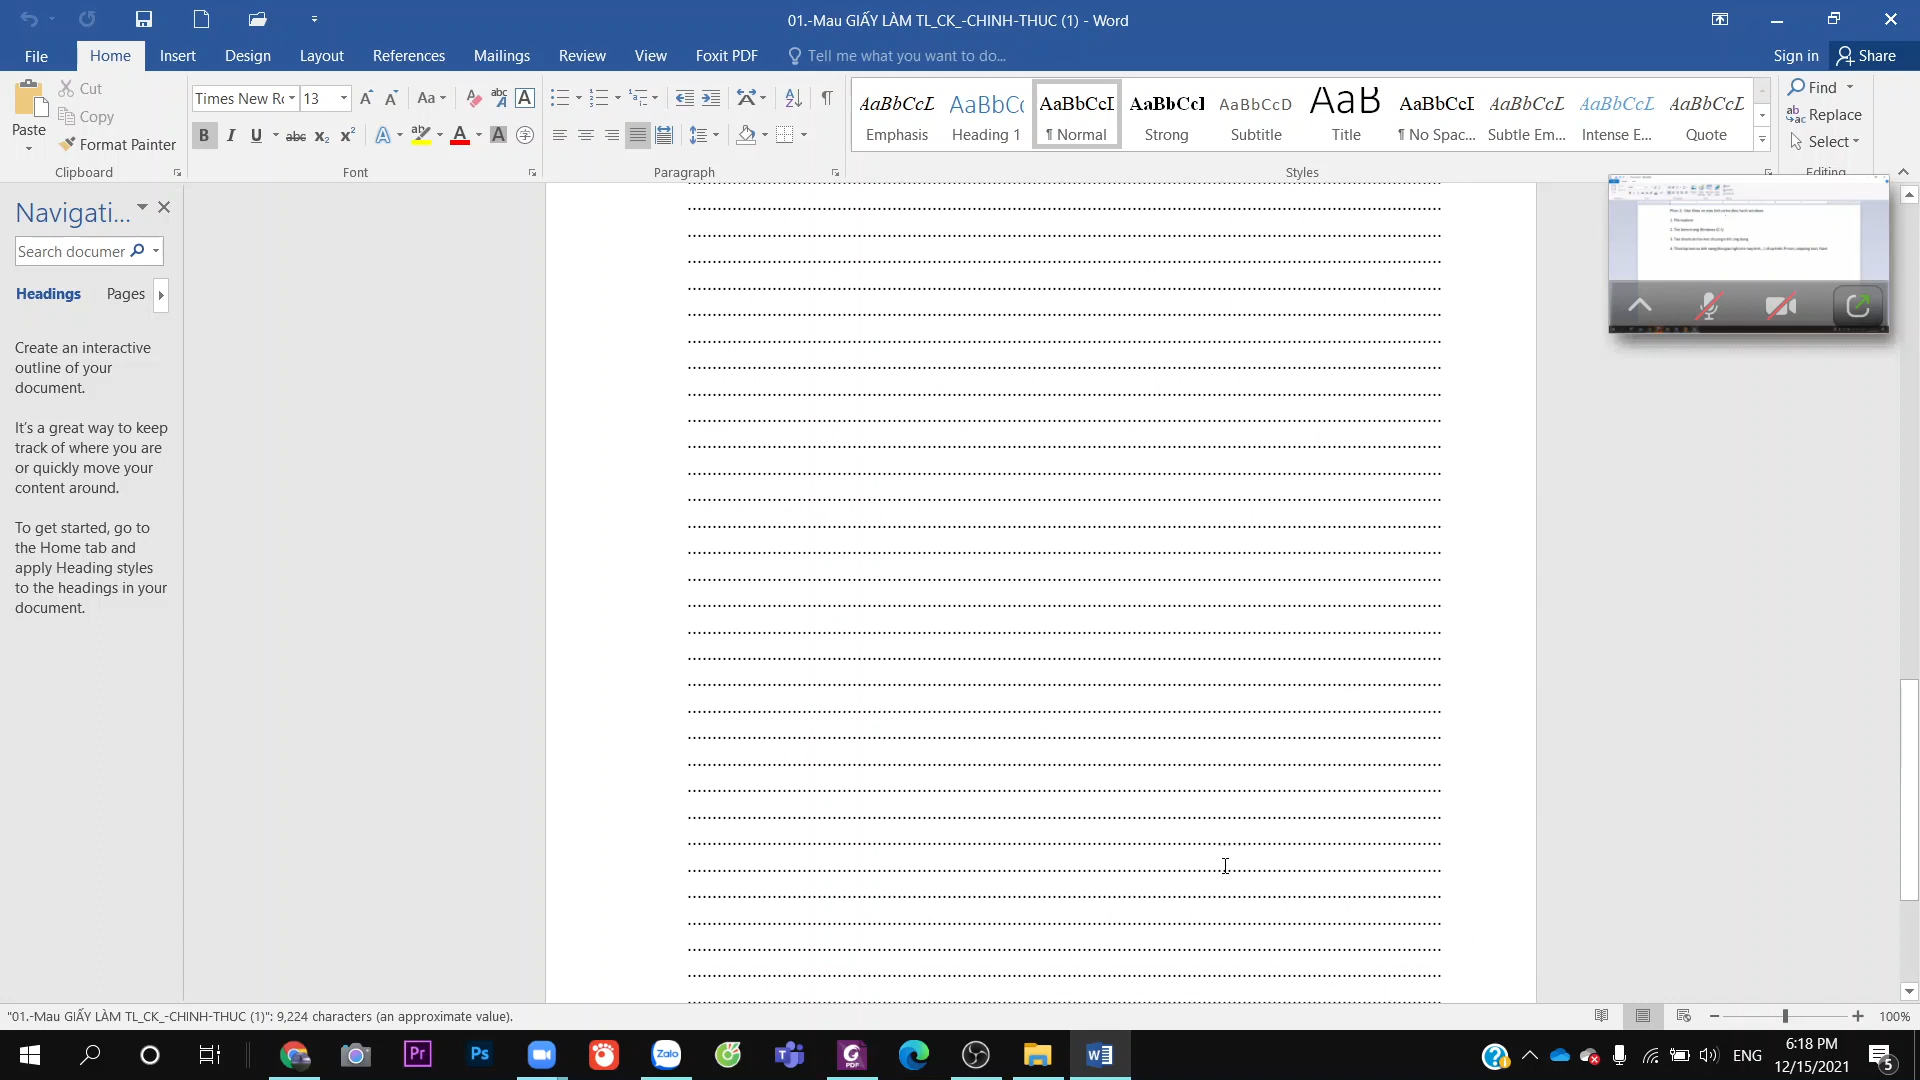 01.-Mau GIẤY LÀM TL_CK_-CHINH-THUC (1) - Word
File Home Insert Design Layout References Mailings Review View Foxit PDF Tell me what you want to do... Sign in Share
Paste
Cut
Copy
Format Painter
Clipboard
Times New Rc 13
Font
Paragraph
AaBbCcL AaBbCc AaBbCcI AaBbCcI AaBbCcD AaB AaBbCcI AaBbCcL AaBbCcL AaBbCcL
Emphasis Heading 1 ¶ Normal Strong Subtitle Title ¶ No Spac... Subtle Em... Intense E... Quote
Styles
Find
Replace
Select
Editing
Navigati...
Search documer
Headings Pages
Create an interactive
outline of your
document.
It's a great way to keep
track of where you are
or quickly move your
content around.
To get started, go to
the Home tab and
apply Heading styles
to the headings in your
document.
"01.-Mau GIẤY LÀM TL_CK_-CHINH-THUC (1)": 9,224 characters (an approximate value).
100%
Pr Ps Zalo PDF
ENG
6:18 PM
12/15/2021
5